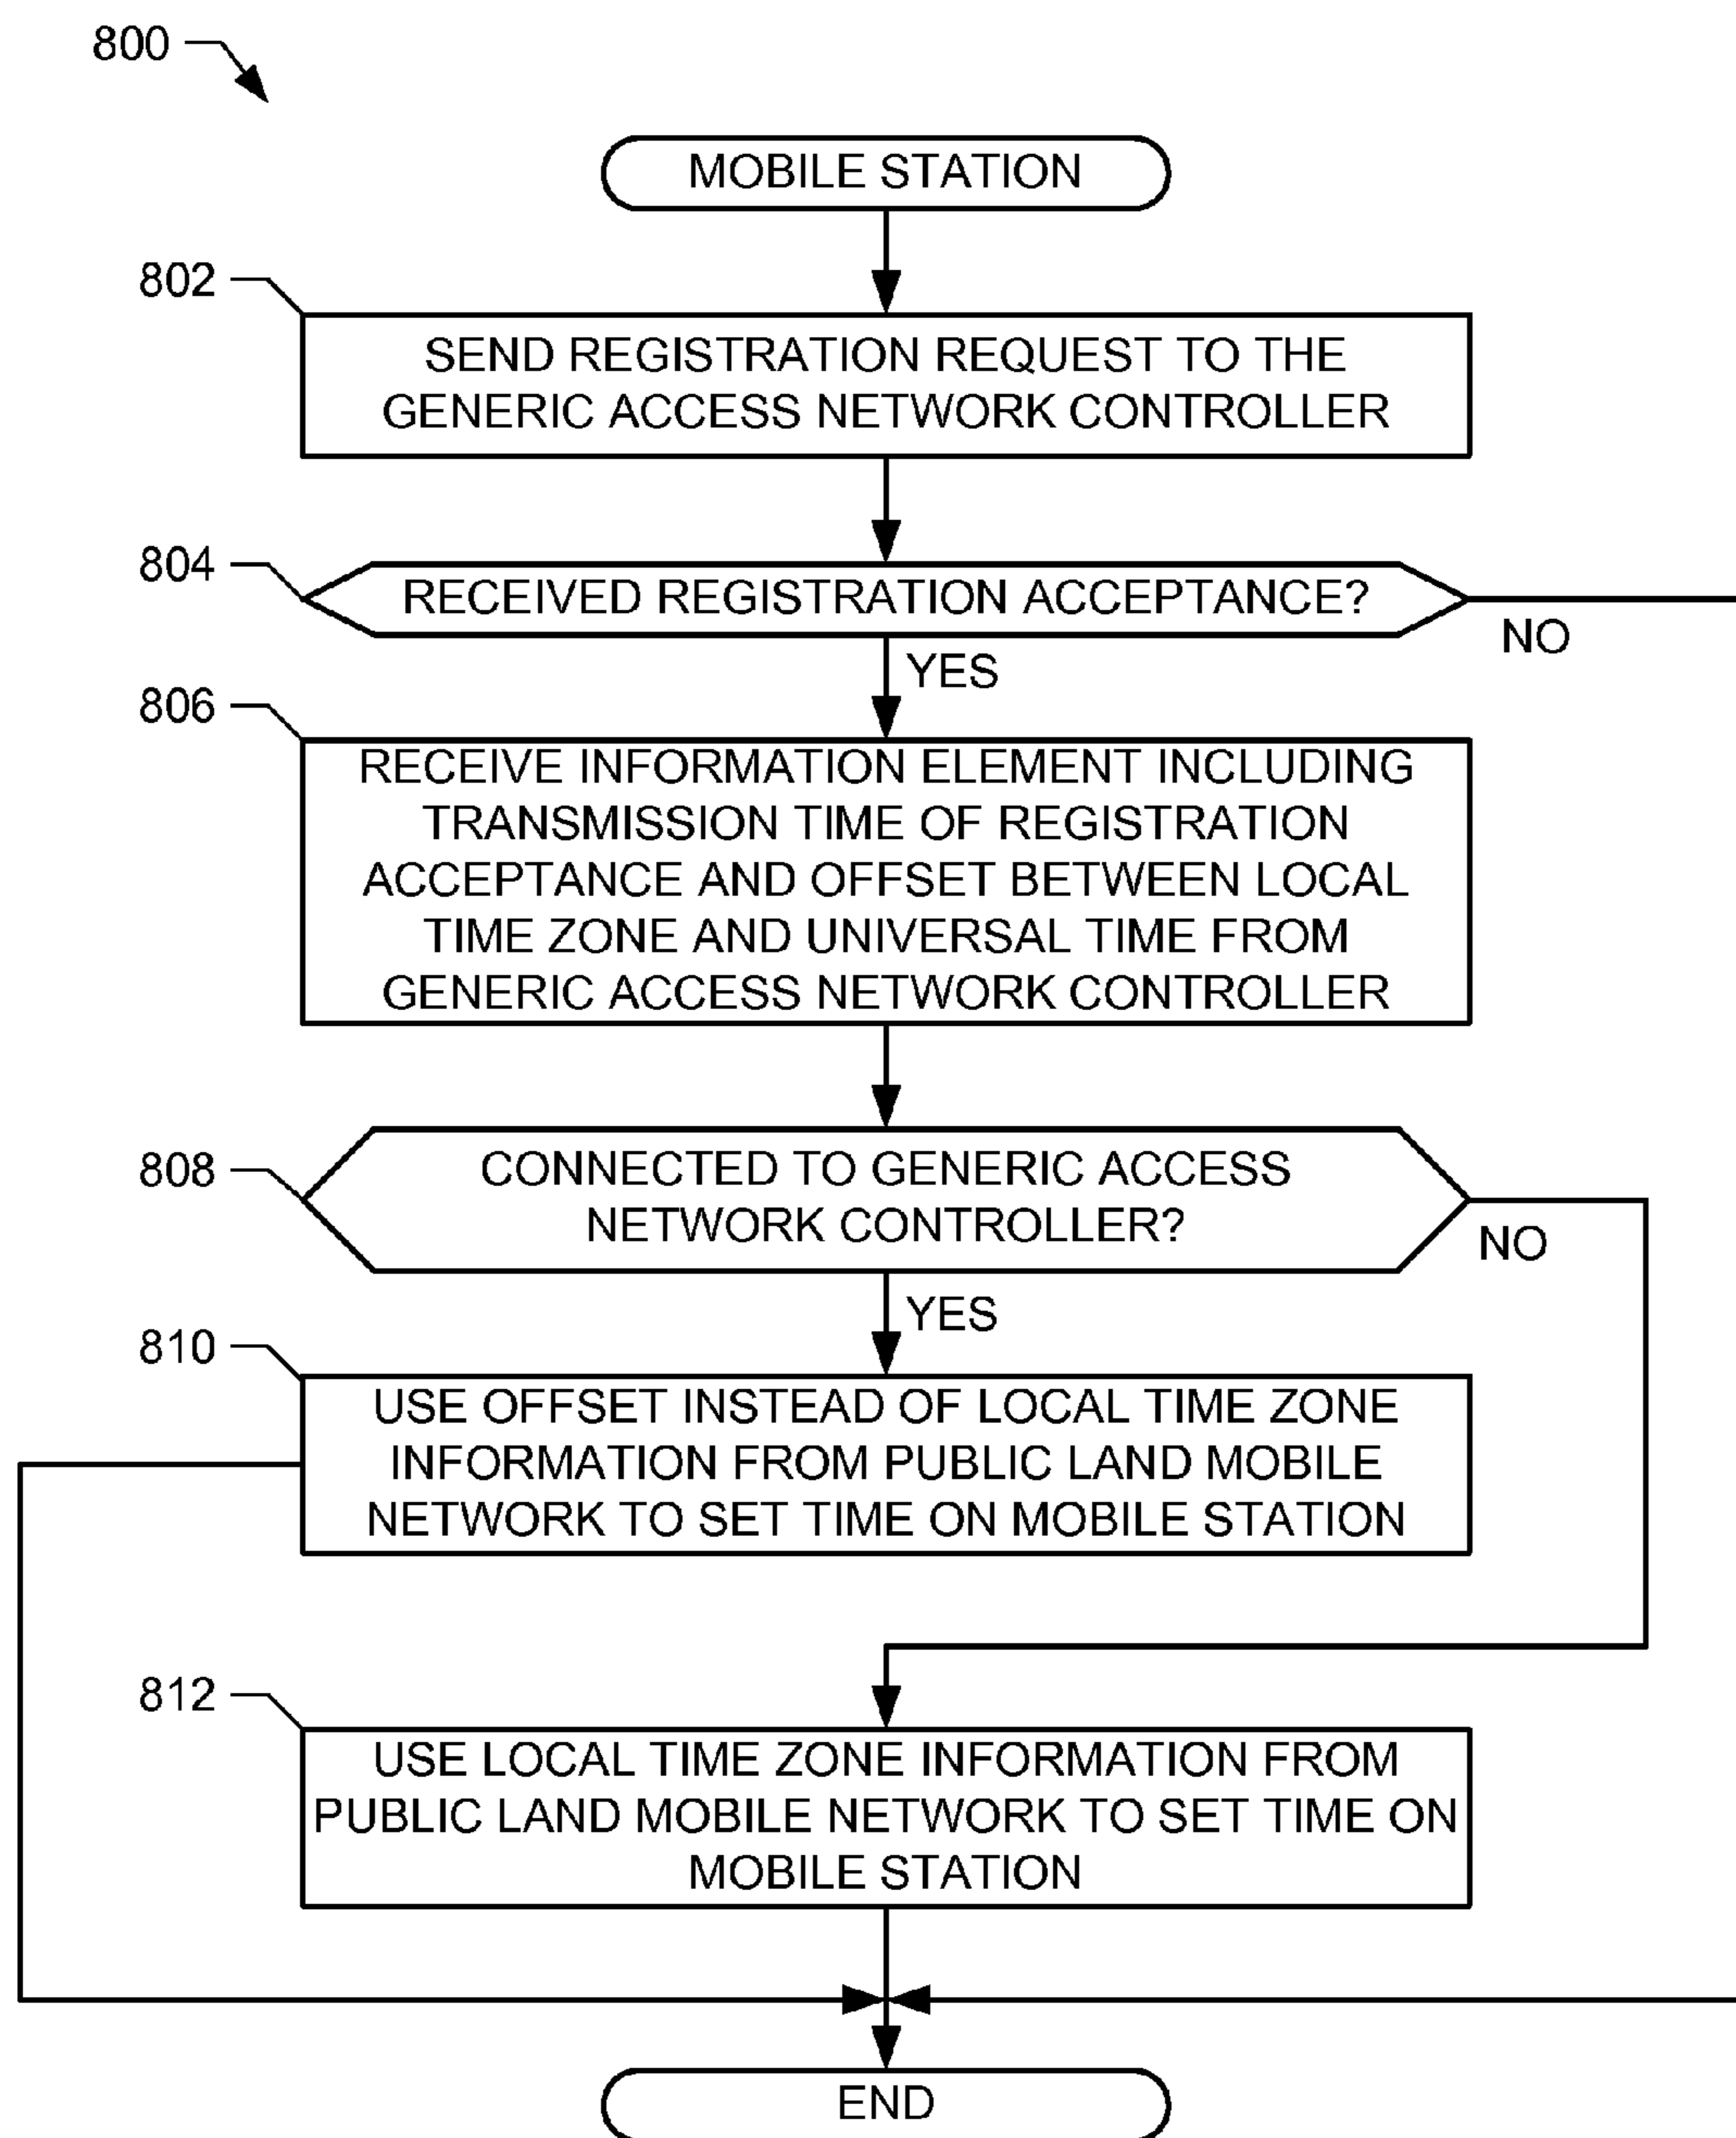 800
MOBILE STATION
802
SEND REGISTRATION REQUEST TO THE
GENERIC ACCESS NETWORK CONTROLLER
804
RECEIVED REGISTRATION ACCEPTANCE?
NO
YES
806
RECEIVE INFORMATION ELEMENT INCLUDING
TRANSMISSION TIME OF REGISTRATION
ACCEPTANCE AND OFFSET BETWEEN LOCAL
TIME ZONE AND UNIVERSAL TIME FROM
GENERIC ACCESS NETWORK CONTROLLER
808
CONNECTED TO GENERIC ACCESS
NETWORK CONTROLLER?
NO
YES
810
USE OFFSET INSTEAD OF LOCAL TIME ZONE
INFORMATION FROM PUBLIC LAND MOBILE
NETWORK TO SET TIME ON MOBILE STATION
812
USE LOCAL TIME ZONE INFORMATION FROM
PUBLIC LAND MOBILE NETWORK TO SET TIME ON
MOBILE STATION
END